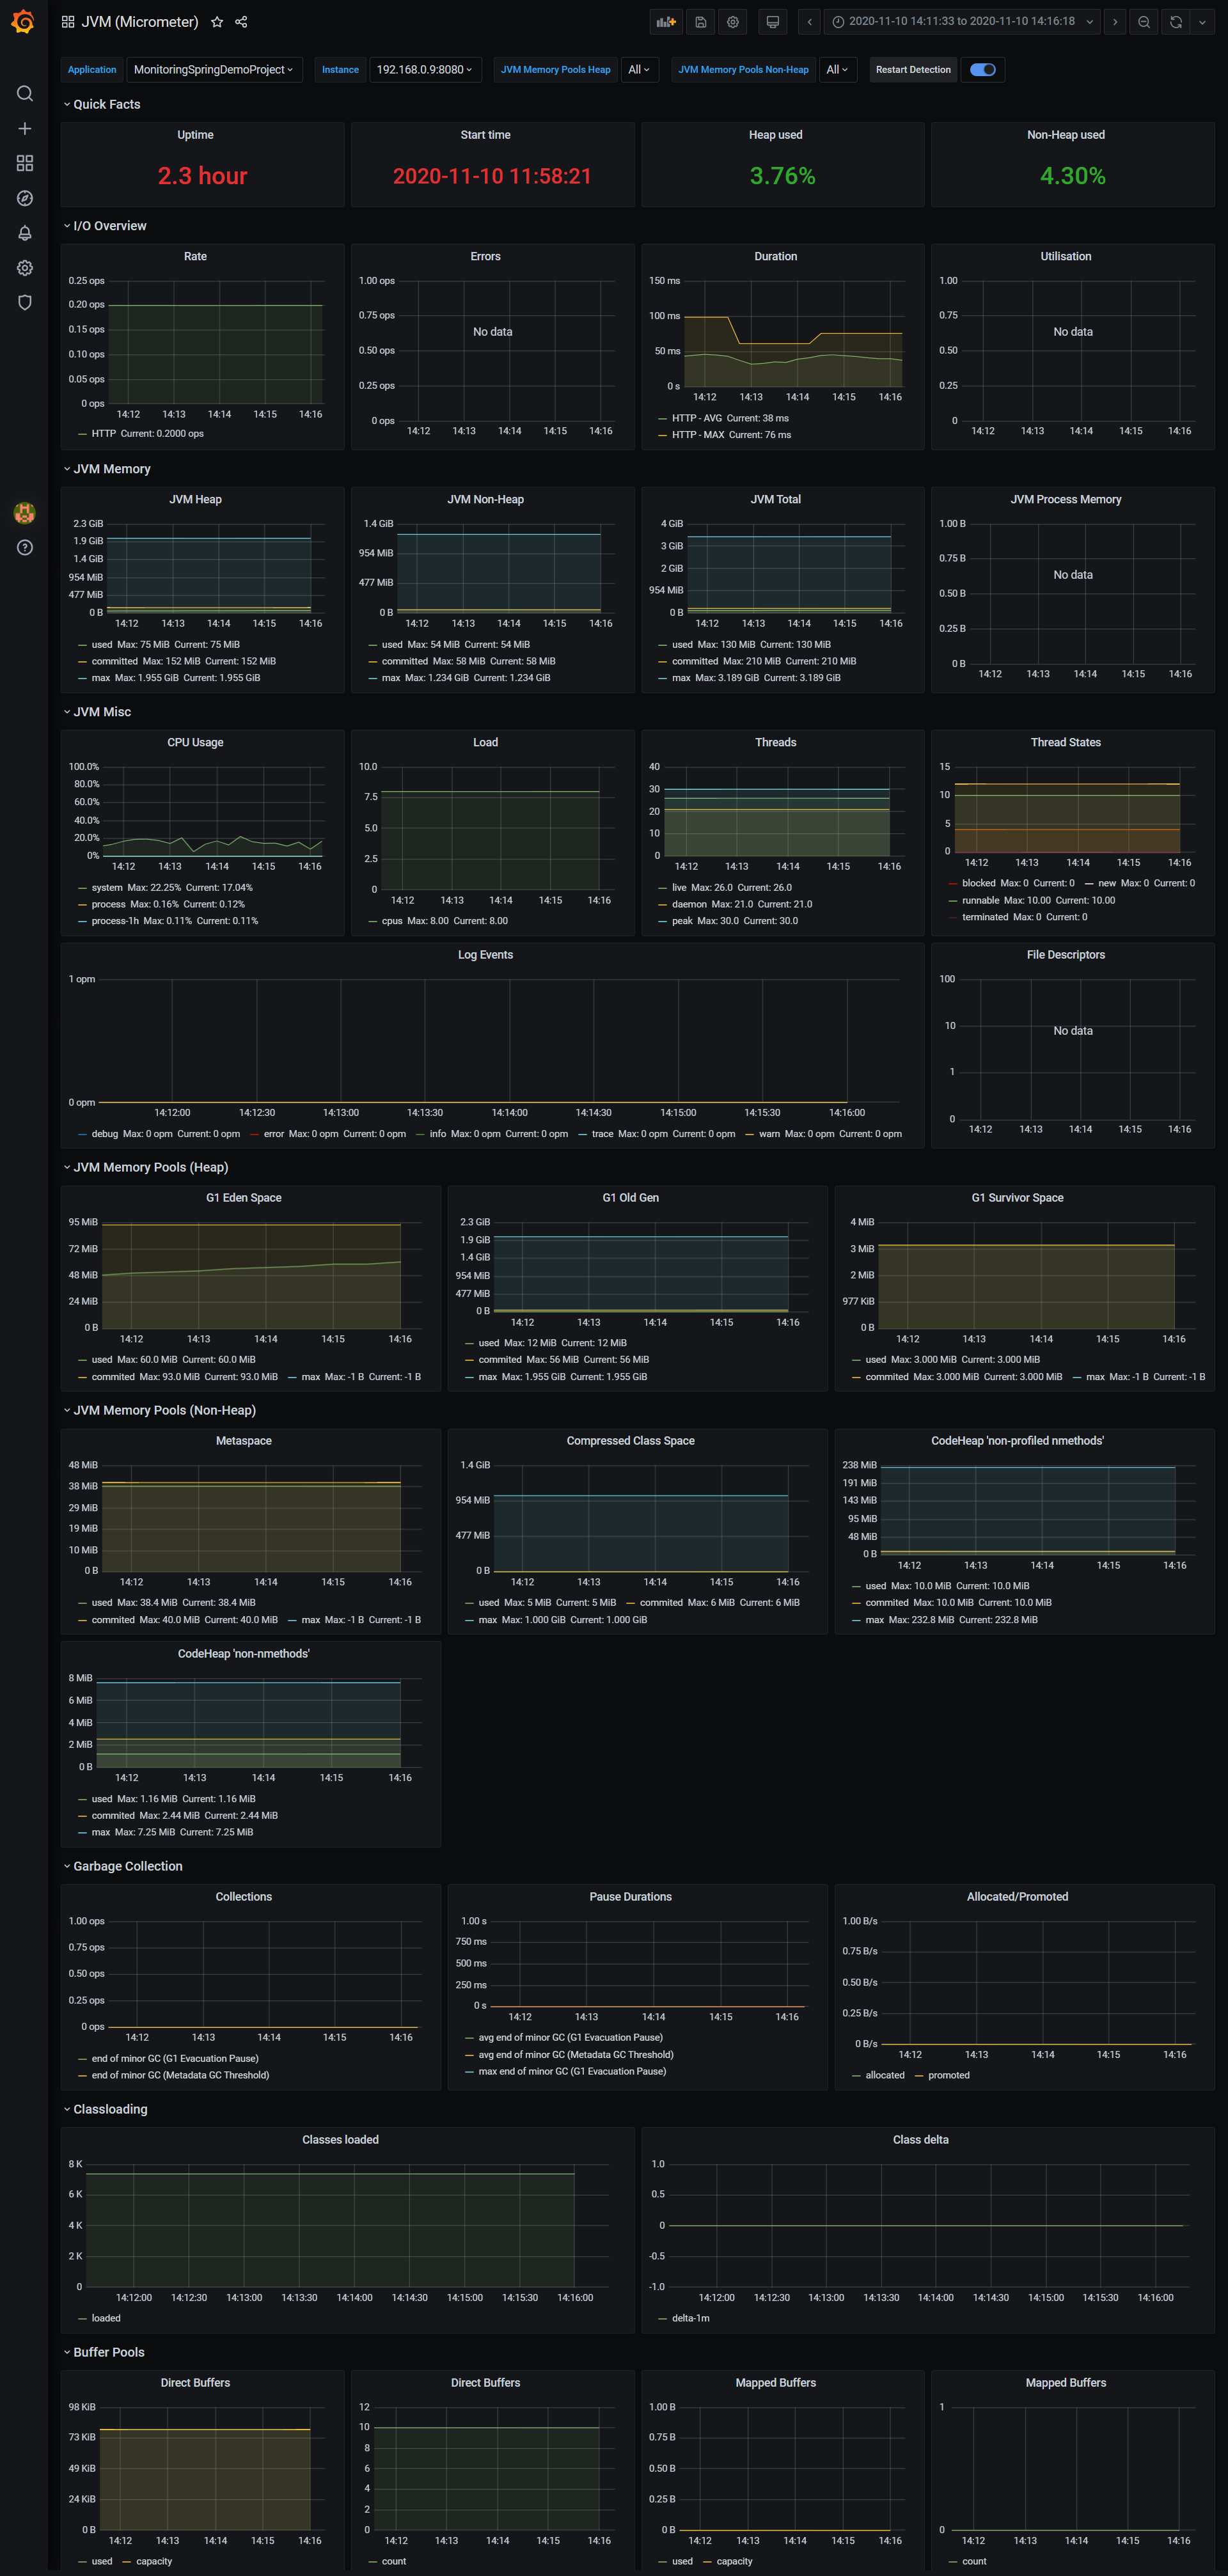 JVM (Micrometer)
2020-11-10 14:11:33 to 2020-11-10 14:16:18
Application MonitoringSpringDemoProject Instance 192.168.0.9:8080 JVM Memory Pools Heap All JVM Memory Pools Non-Heap All Restart Detection
Quick Facts
Uptime
2.3 hour
Start time
2020-11-10 11:58:21
Heap used
3.76%
Non-Heap used
4.30%
I/O Overview
Rate
0.25 ops
0.20 ops
0.15 ops
0.10 ops
0.05 ops
0 ops
14:12 14:13 14:14 14:15 14:16
HTTP Current: 0.2000 ops
Errors
1.00 ops
0.75 ops
No data
0.50 ops
0.25 ops
0 ops
14:12 14:13 14:14 14:15 14:16
Duration
150 ms
100 ms
50 ms
0 s
14:12 14:13 14:14 14:15 14:16
HTTP - AVG Current: 38 ms
HTTP - MAX Current: 76 ms
Utilisation
1.00
0.75
No data
0.50
0.25
0
14:12 14:13 14:14 14:15 14:16
JVM Memory
JVM Heap
2.3 GiB
1.9 GiB
1.4 GiB
954 MiB
477 MiB
0 B
14:12 14:13 14:14 14:15 14:16
used Max: 75 MiB Current: 75 MiB
committed Max: 152 MiB Current: 152 MiB
max Max: 1.955 GiB Current: 1.955 GiB
JVM Non-Heap
1.4 GiB
954 MiB
477 MiB
0 B
14:12 14:13 14:14 14:15 14:16
used Max: 54 MiB Current: 54 MiB
committed Max: 58 MiB Current: 58 MiB
max Max: 1.234 GiB Current: 1.234 GiB
JVM Total
4 GiB
3 GiB
2 GiB
954 MiB
0 B
14:12 14:13 14:14 14:15 14:16
used Max: 130 MiB Current: 130 MiB
committed Max: 210 MiB Current: 210 MiB
max Max: 3.189 GiB Current: 3.189 GiB
JVM Process Memory
1.00 B
0.75 B
No data
0.50 B
0.25 B
0 B
14:12 14:13 14:14 14:15 14:16
JVM Misc
CPU Usage
100.0%
80.0%
60.0%
40.0%
20.0%
0%
14:12 14:13 14:14 14:15 14:16
system Max: 22.25% Current: 17.04%
process Max: 0.16% Current: 0.12%
process-1h Max: 0.11% Current: 0.11%
Load
10.0
7.5
5.0
2.5
0
14:12 14:13 14:14 14:15 14:16
cpus Max: 8.00 Current: 8.00
Threads
40
30
20
10
0
14:12 14:13 14:14 14:15 14:16
live Max: 26.0 Current: 26.0
daemon Max: 21.0 Current: 21.0
peak Max: 30.0 Current: 30.0
Thread States
15
10
5
0
14:12 14:13 14:14 14:15 14:16
blocked Max: 0 Current: 0 new Max: 0 Current: 0
runnable Max: 10.00 Current: 10.00
terminated Max: 0 Current: 0
Log Events
1 opm
0 opm
14:12:00 14:12:30 14:13:00 14:13:30 14:14:00 14:14:30 14:15:00 14:15:30 14:16:00
debug Max: 0 opm Current: 0 opm error Max: 0 opm Current: 0 opm info Max: 0 opm Current: 0 opm trace Max: 0 opm Current: 0 opm warn Max: 0 opm Current: 0 opm
File Descriptors
100
10
No data
1
0
14:12 14:13 14:14 14:15 14:16
JVM Memory Pools (Heap)
G1 Eden Space
95 MiB
72 MiB
48 MiB
24 MiB
0 B
14:12 14:13 14:14 14:15 14:16
used Max: 60.0 MiB Current: 60.0 MiB
commited Max: 93.0 MiB Current: 93.0 MiB max Max: -1 B Current: -1 B
G1 Old Gen
2.3 GiB
1.9 GiB
1.4 GiB
954 MiB
477 MiB
0 B
14:12 14:13 14:14 14:15 14:16
used Max: 12 MiB Current: 12 MiB
commited Max: 56 MiB Current: 56 MiB
max Max: 1.955 GiB Current: 1.955 GiB
G1 Survivor Space
4 MiB
3 MiB
2 MiB
977 KiB
0 B
14:12 14:13 14:14 14:15 14:16
used Max: 3.000 MiB Current: 3.000 MiB
commited Max: 3.000 MiB Current: 3.000 MiB max Max: -1 B Current: -1 B
JVM Memory Pools (Non-Heap)
Metaspace
48 MiB
38 MiB
29 MiB
19 MiB
10 MiB
0 B
14:12 14:13 14:14 14:15 14:16
used Max: 38.4 MiB Current: 38.4 MiB
commited Max: 40.0 MiB Current: 40.0 MiB max Max: -1 B Current: -1 B
Compressed Class Space
1.4 GiB
954 MiB
477 MiB
0 B
14:12 14:13 14:14 14:15 14:16
used Max: 5 MiB Current: 5 MiB commited Max: 6 MiB Current: 6 MiB
max Max: 1.000 GiB Current: 1.000 GiB
CodeHeap 'non-profiled nmethods'
238 MiB
191 MiB
143 MiB
95 MiB
48 MiB
0 B
14:12 14:13 14:14 14:15 14:16
used Max: 10.0 MiB Current: 10.0 MiB
commited Max: 10.0 MiB Current: 10.0 MiB
max Max: 232.8 MiB Current: 232.8 MiB
CodeHeap 'non-nmethods'
8 MiB
6 MiB
4 MiB
2 MiB
0 B
14:12 14:13 14:14 14:15 14:16
used Max: 1.16 MiB Current: 1.16 MiB
commited Max: 2.44 MiB Current: 2.44 MiB
max Max: 7.25 MiB Current: 7.25 MiB
Garbage Collection
Collections
1.00 ops
0.75 ops
0.50 ops
0.25 ops
0 ops
14:12 14:13 14:14 14:15 14:16
end of minor GC (G1 Evacuation Pause)
end of minor GC (Metadata GC Threshold)
Pause Durations
1.00 s
750 ms
500 ms
250 ms
0 s
14:12 14:13 14:14 14:15 14:16
avg end of minor GC (G1 Evacuation Pause)
avg end of minor GC (Metadata GC Threshold)
max end of minor GC (G1 Evacuation Pause)
Allocated/Promoted
1.00 B/s
0.75 B/s
0.50 B/s
0.25 B/s
0 B/s
14:12 14:13 14:14 14:15 14:16
allocated promoted
Classloading
Classes loaded
8 K
6 K
4 K
2 K
0
14:12:00 14:12:30 14:13:00 14:13:30 14:14:00 14:14:30 14:15:00 14:15:30 14:16:00
loaded
Class delta
1.0
0.5
0
-0.5
-1.0
14:12:00 14:12:30 14:13:00 14:13:30 14:14:00 14:14:30 14:15:00 14:15:30 14:16:00
delta-1m
Buffer Pools
Direct Buffers
98 KiB
73 KiB
49 KiB
24 KiB
0 B
14:12 14:13 14:14 14:15 14:16
used capacity
Direct Buffers
12
10
8
6
4
2
0
14:12 14:13 14:14 14:15 14:16
count
Mapped Buffers
1.00 B
0.75 B
0.50 B
0.25 B
0 B
14:12 14:13 14:14 14:15 14:16
used capacity
Mapped Buffers
1
0
14:12 14:13 14:14 14:15 14:16
count